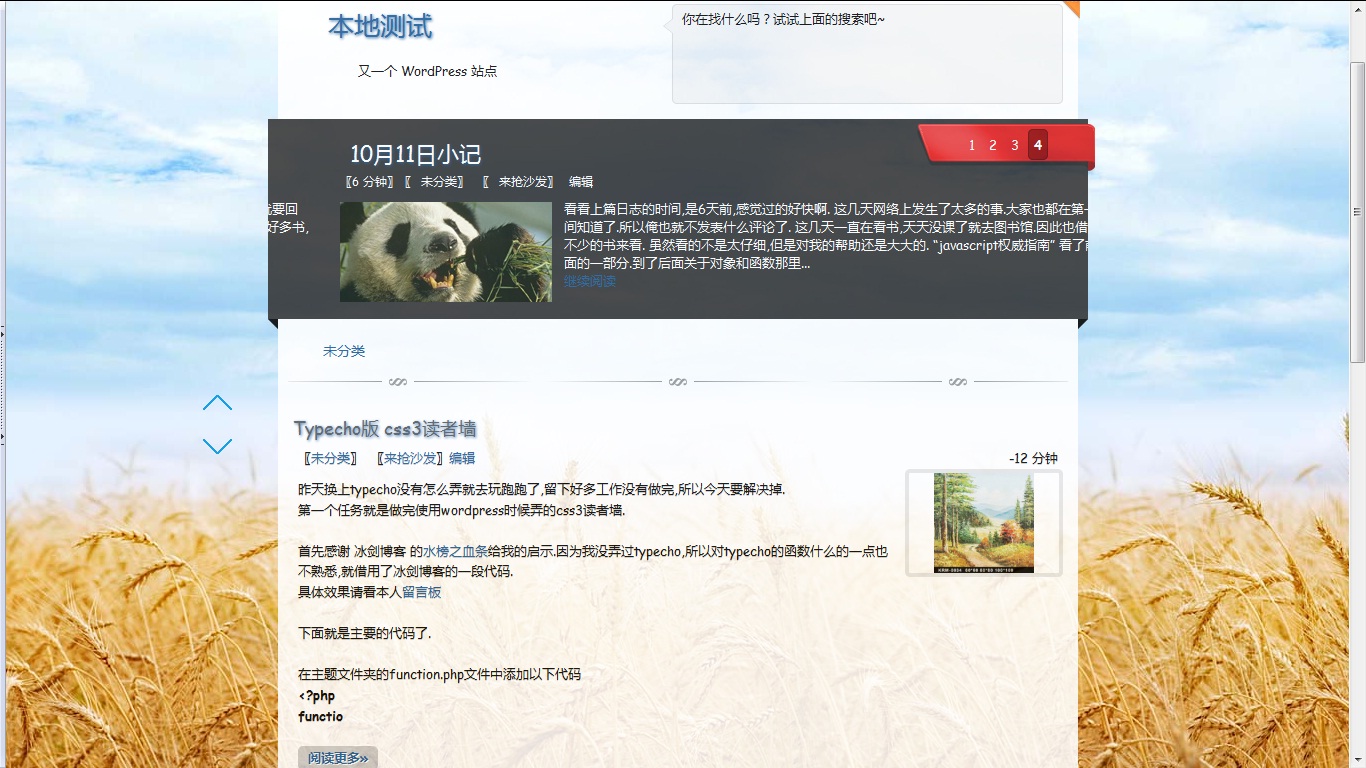 本地测试
你在找什么吗？试试上面的搜索吧~
又一个 WordPress 站点
1 2 3 4
10月11日小记
〖6 分钟〗〖 未分类〗 〖 来抢沙发〗 编辑
要回
好多书,
看看上篇日志的时间,是6天前,感觉过的好快啊. 这几天网络上发生了太多的事.大家也都在第一
间知道了.所以俺也就不发表什么评论了. 这几天一直在看书,天天没课了就去图书馆.因此也借
不少的书来看. 虽然看的不是太仔细,但是对我的帮助还是大大的. “javascript权威指南” 看了前
面的一部分.到了后面关于对象和函数那里...
继续阅读
未分类
Typecho版 css3读者墙
〖未分类〗 〖来抢沙发〗编辑
-12 分钟
昨天换上typecho没有怎么弄就去玩跑跑了,留下好多工作没有做完,所以今天要解决掉.
第一个任务就是做完使用wordpress时候弄的css3读者墙.
首先感谢 冰剑博客 的水榜之血条给我的启示.因为我没弄过typecho,所以对typecho的函数什么的一点也
不熟悉,就借用了冰剑博客的一段代码.
具体效果请看本人留言板
下面就是主要的代码了.
在主题文件夹的function.php文件中添加以下代码
<?php
functio
阅读更多»